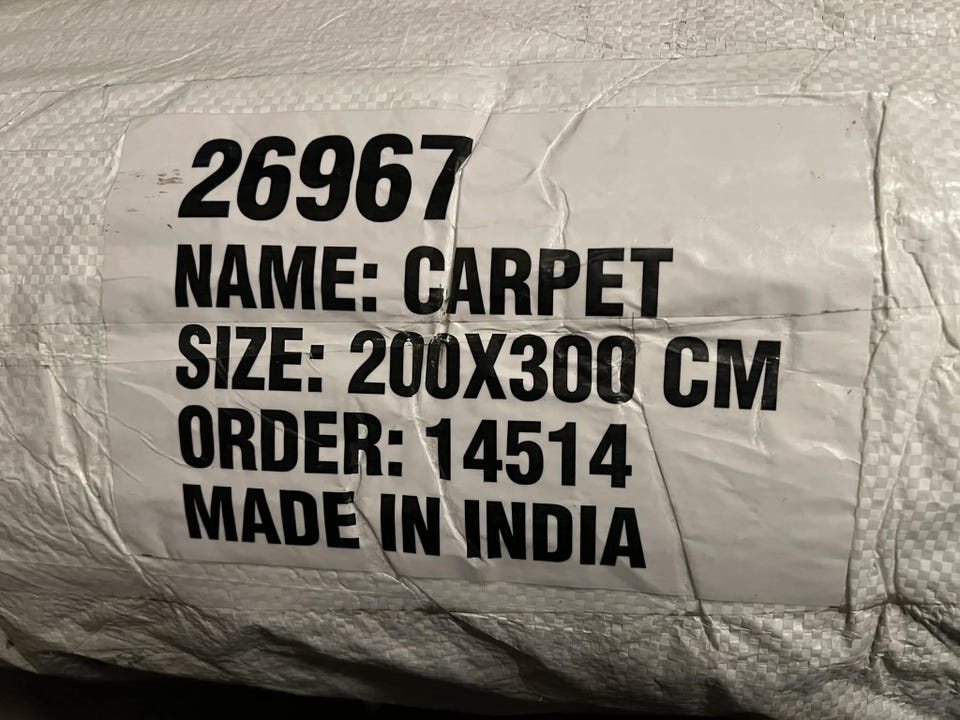 26967
NAME: CARPET
SIZE: 200X300 CM
ORDER: 14514
MADE IN INDIA